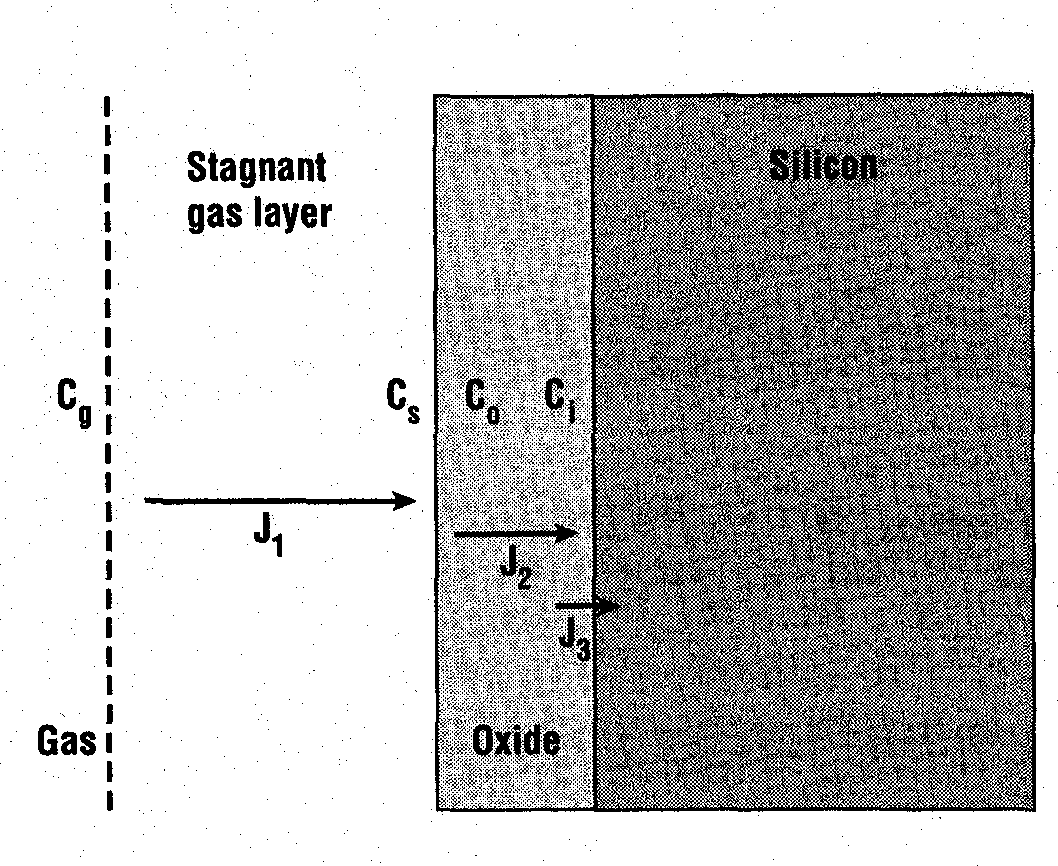 Stagnant
gas layer
Silicon
Cg
Cs
Co
CI
J1
J2
J3
Gas
Oxide